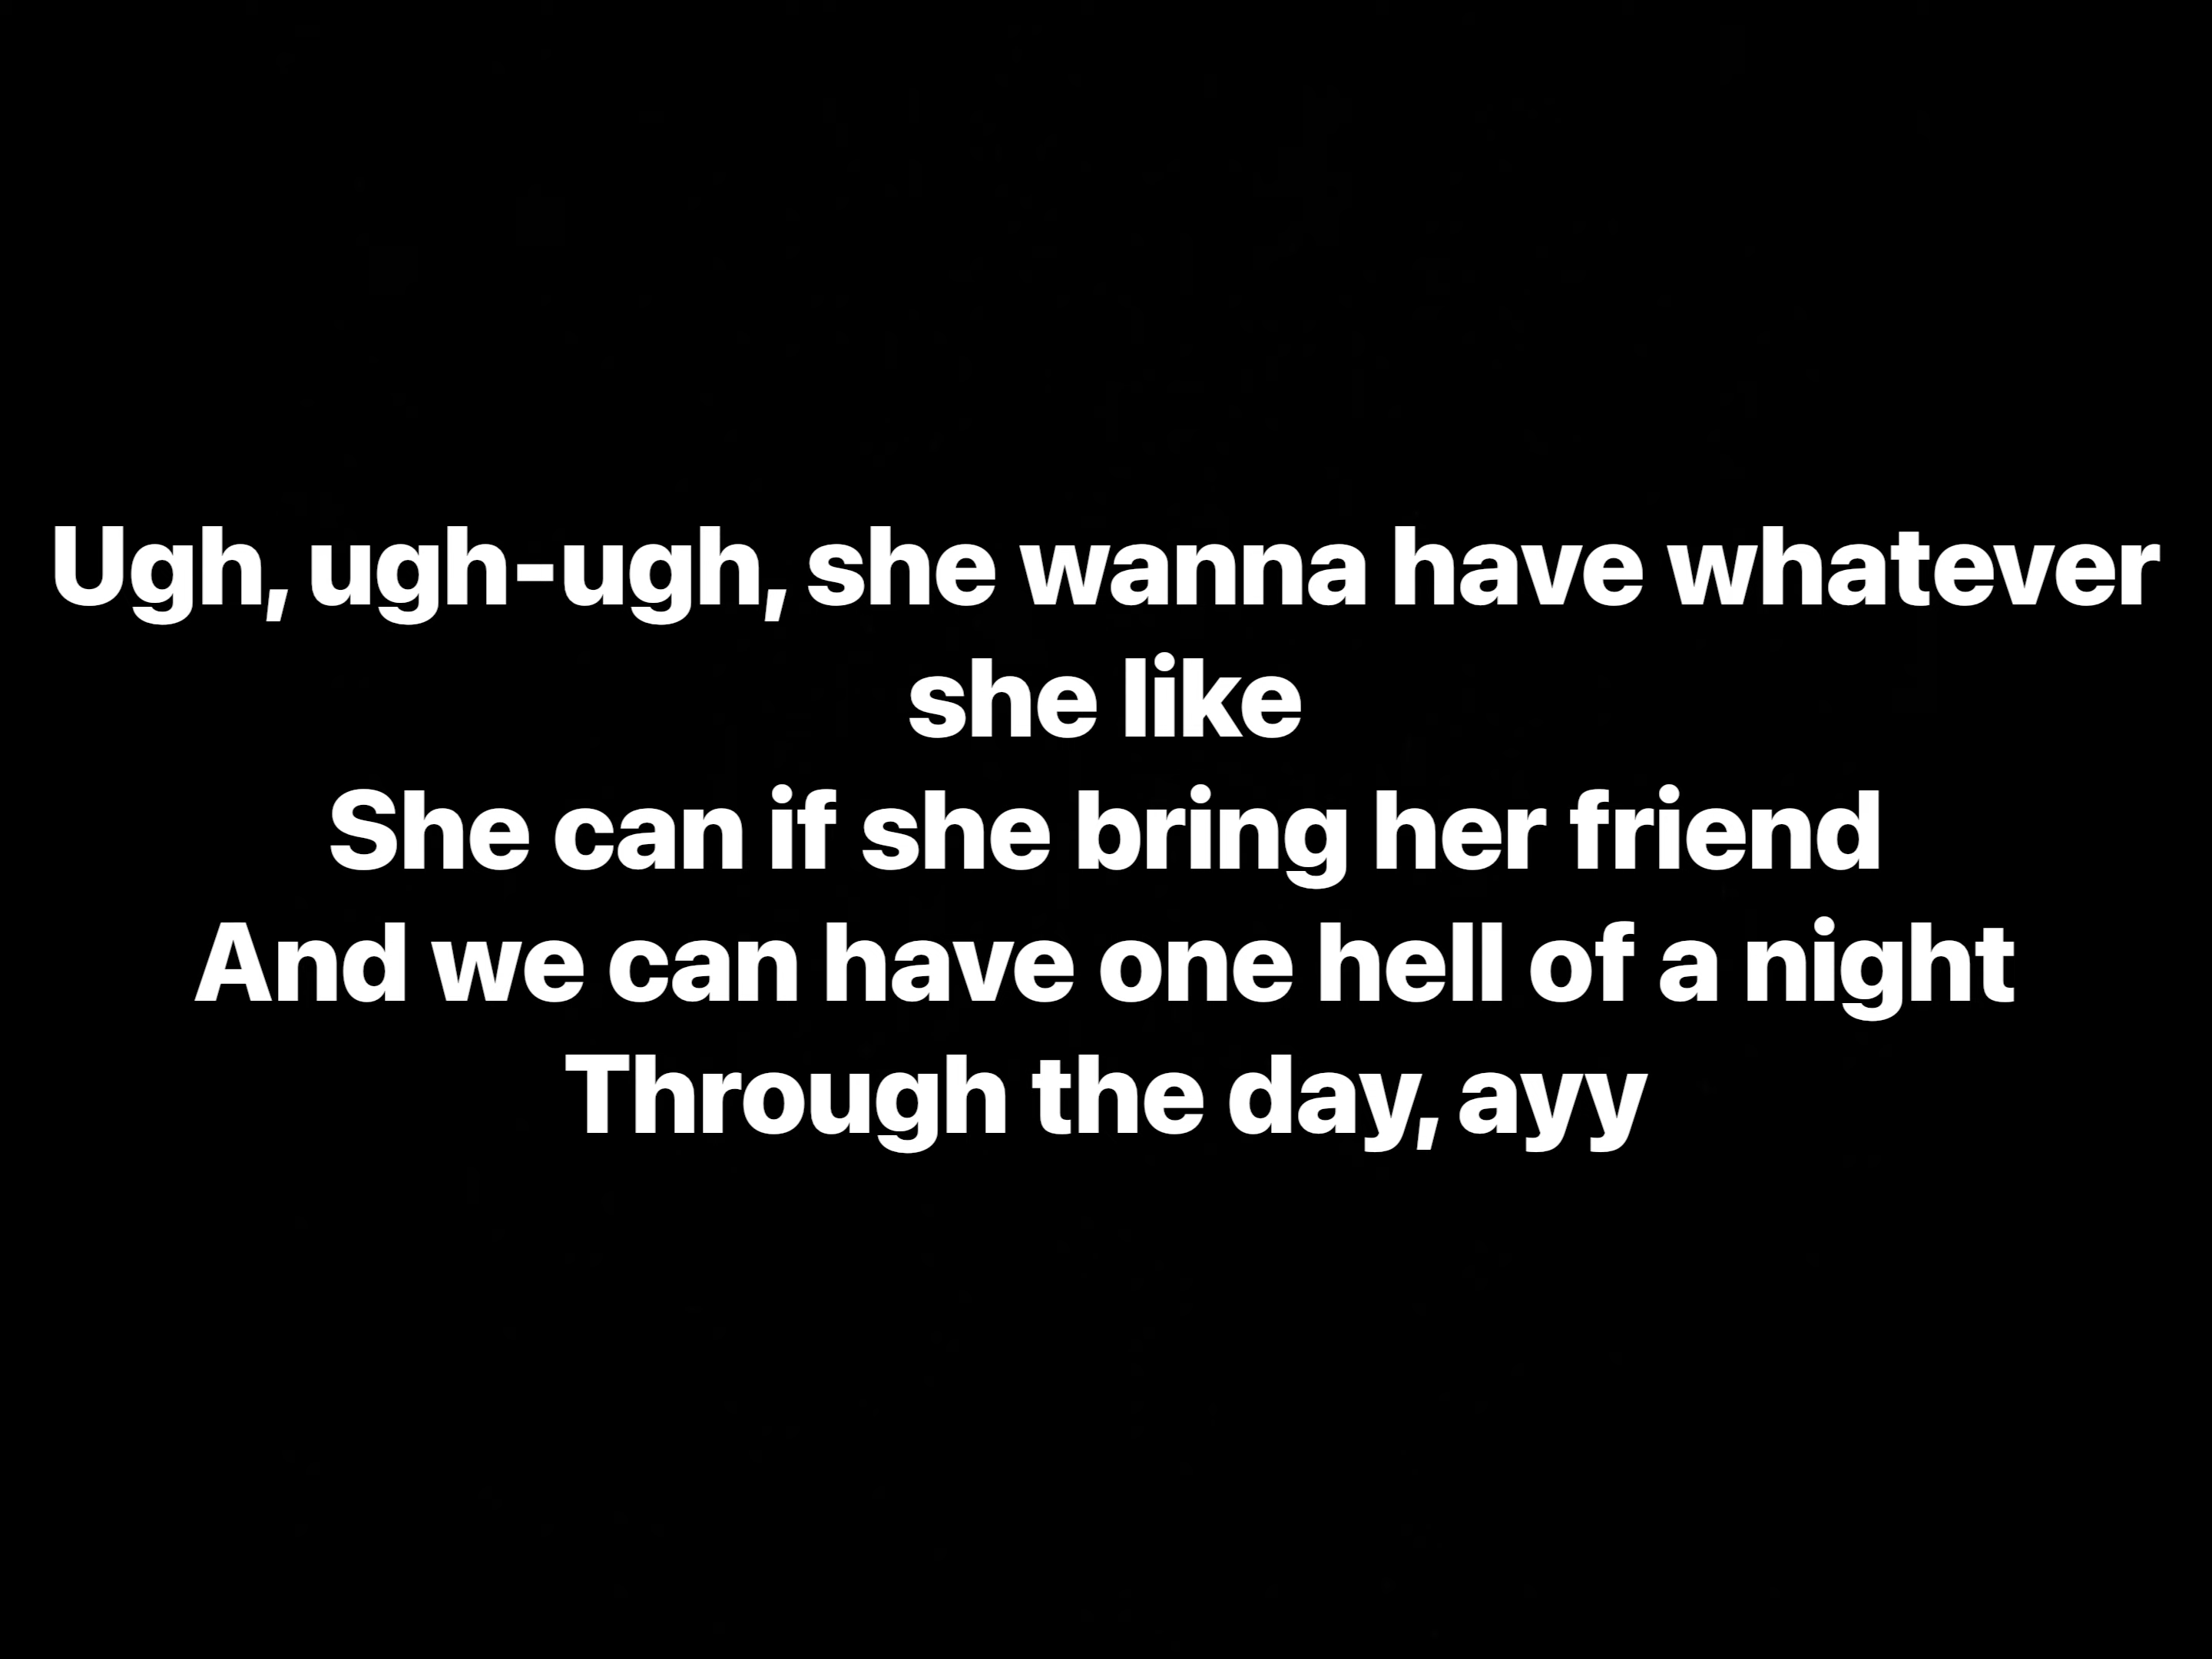 Ugh, ugh-ugh, she wanna have whatever
she like
She can if she bring her friend
And we can have one hell of a night
Through the day, ayy